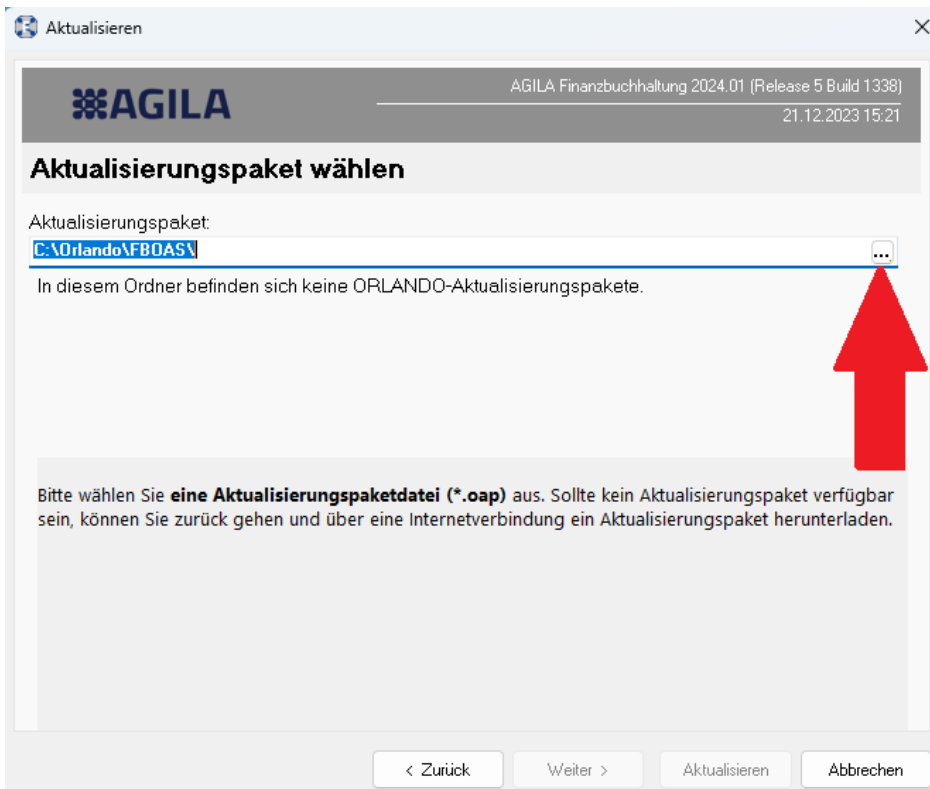 Aktualisieren
AGILA
AGILA Finanzbuchhaltung 2024.01 (Release 5 Build 1338)
21.12.2023 15:21
Aktualisierungspaket wählen
Aktualisierungspaket:
C:\Orlando\FBOAS\
...
In diesem Ordner befinden sich keine ORLANDO-Aktualisierungspakete.
Bitte wählen Sie eine Aktualisierungspaketdatei (*.oap) aus. Sollte kein Aktualisierungspaket verfügbar
sein, können Sie zurück gehen und über eine Internetverbindung ein Aktualisierungspaket herunterladen.
< Zurück
Weiter >
Aktualisieren
Abbrechen